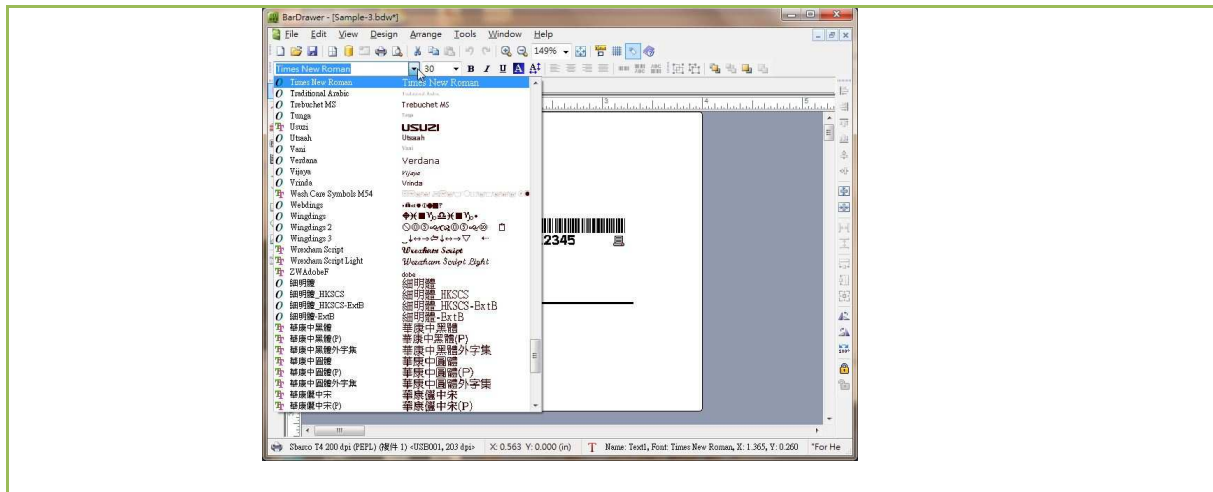 BarDrawer - [Sample-3.bdw*]
File Edit View Design Arrange Tools Window Help
149%
Times New Roman 30 B I U A A
Times New Roman Times New Roman
Traditional Arabic
Trebuchet MS Trebuchet MS
Tunga
Usuzi USUZI
Utsaah Utsaah
Vani Vani
Verdana Verdana
Vijaya Vijaya
Vrinda Vrinda
Wash Care Symbols M54
Webdings
Wingdings
Wingdings 2
Wingdings 3
Wrexham Script Wrexham Script
Wrexham Script Light Wrexham Script Light
ZWAdobeF dobe
細明體 細明體
細明體_HKSCS 細明體_HKSCS
細明體_HKSCS-ExtB 細明體_HKSCS-ExtB
細明體-ExtB 細明體-ExtB
華康中黑體 華康中黑體
華康中黑體(P) 華康中黑體(P)
華康中黑體外字集 華康中黑體外字集
華康中圓體 華康中圓體
華康中圓體(P) 華康中圓體(P)
華康中圓體外字集 華康中圓體外字集
華康儷中宋 華康儷中宋
華康儷中宋(P) 華康儷中宋(P)
3 4 5
2345
100%
Sbarco T4 200 dpi (PEPL) (複件 1) <USB001, 203 dpi> X: 0.563 Y: 0.000 (in) T Name: Text1, Font: Times New Roman, X: 1.365, Y: 0.260 "For He